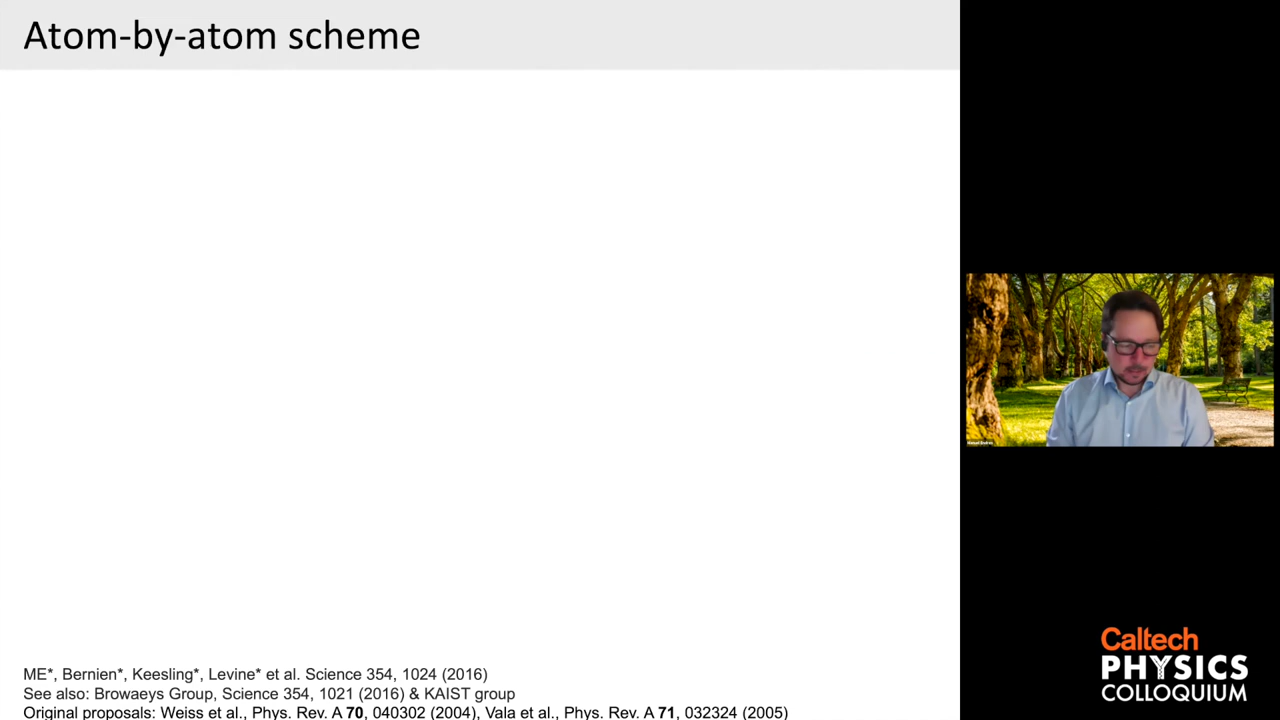 Atom-by-atom scheme
ME*, Bernien*, Keesling*, Levine* et al. Science 354, 1024 (2016)
See also: Browaeys Group, Science 354, 1021 (2016) & KAIST group
Original proposals: Weiss et al., Phys. Rev. A 70, 040302 (2004), Vala et al., Phys. Rev. A 71, 032324 (2005)
Caltech
PHYSICS
COLLOQUIUM